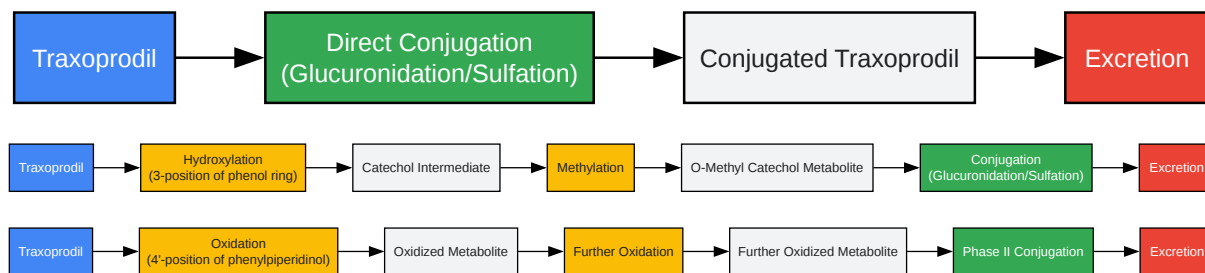 Traxoprodil
Direct Conjugation
(Glucuronidation/Sulfation)
Conjugated Traxoprodil
Excretion
Traxoprodil
Hydroxylation
(3-position of phenol ring)
Catechol Intermediate
Methylation
O-Methyl Catechol Metabolite
Conjugation
(Glucuronidation/Sulfation)
Excretion
Traxoprodil
Oxidation
(4'-position of phenylpiperidinol)
Oxidized Metabolite
Further Oxidation
Further Oxidized Metabolite
Phase II Conjugation
Excretion